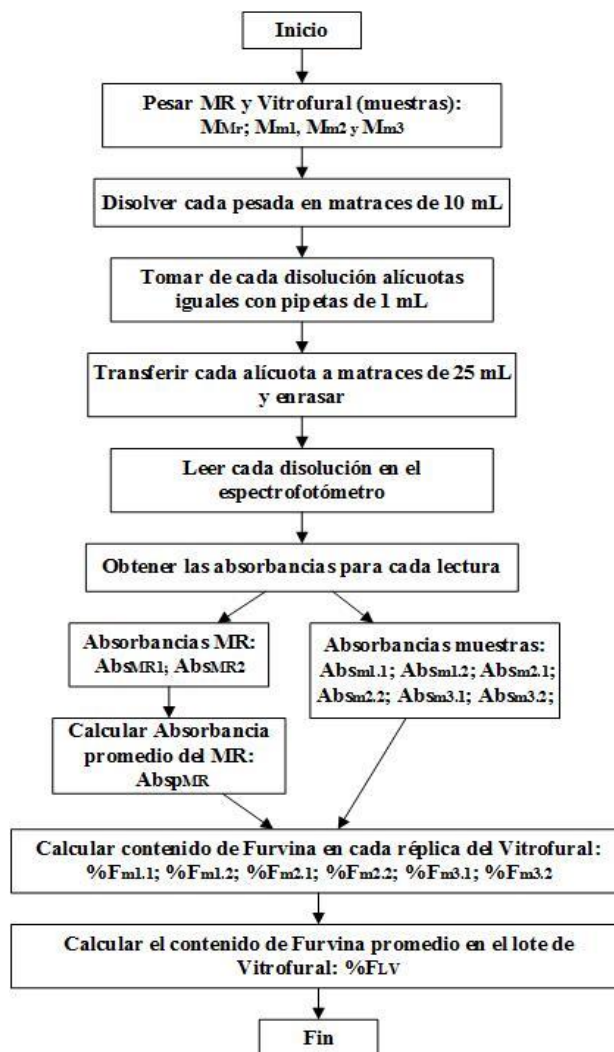 Inicio
Pesar MR y Vitrofural (muestras):
MMr; Mm1, Mm2 y Mm3
Disolver cada pesada en matraces de 10 mL
Tomar de cada disolución alícuotas
iguales con pipetas de 1 mL
Transferir cada alícuota a matraces de 25 mL
y enrasar
Leer cada disolución en el
espectrofotómetro
Obtener las absorbancias para cada lectura
Absorbancias MR:
AbsMR1; AbsMR2
Calcular Absorbancia
promedio del MR:
AbspMR
Absorbancias muestras:
Absm1.1; Absm1.2; Absm2.1;
Absm2.2; Absm3.1; Absm3.2;
Calcular contenido de Furvina en cada réplica del Vitrofural:
%Fm1.1; %Fm1.2; %Fm2.1; %Fm2.2; %Fm3.1; %Fm3.2
Calcular el contenido de Furvina promedio en el lote de
Vitrofural: %FLV
Fin